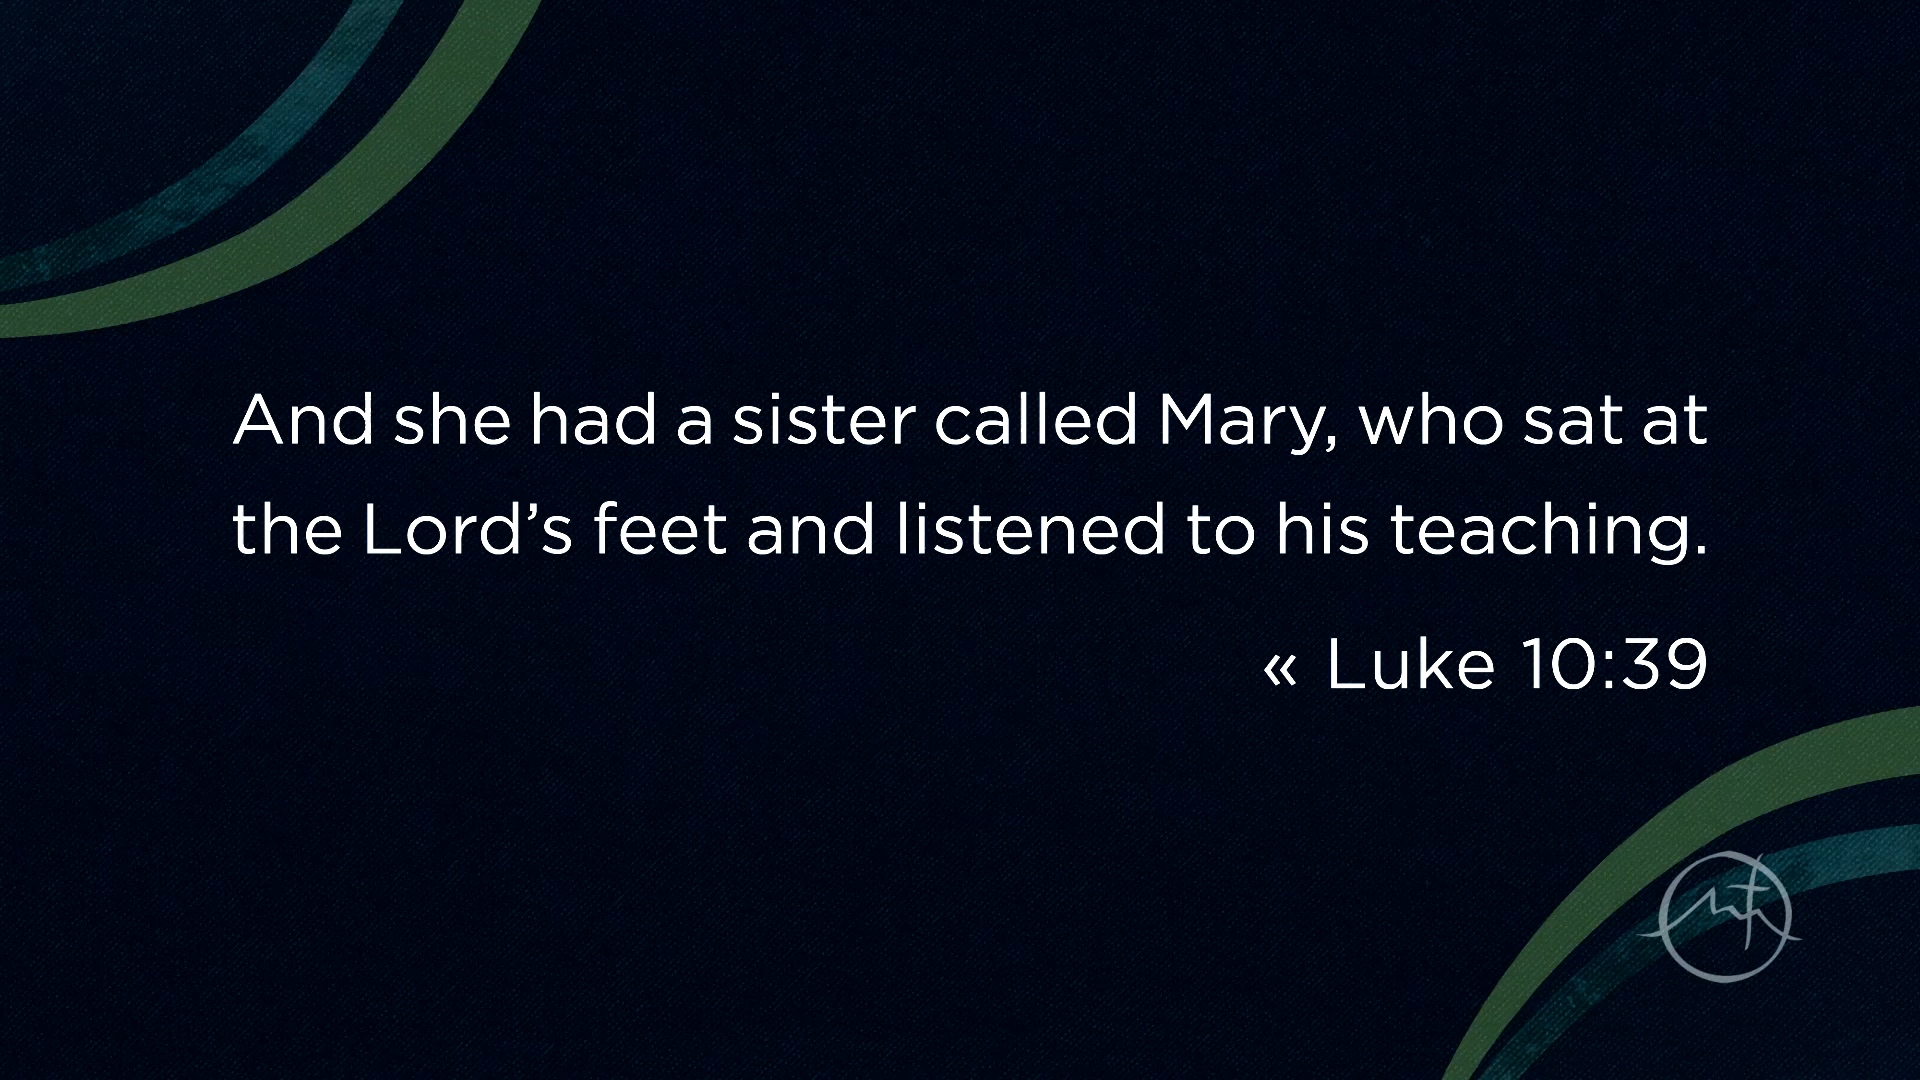 And she had a sister called Mary, who sat at
the Lord’s feet and listened to his teaching.
« Luke 10:39